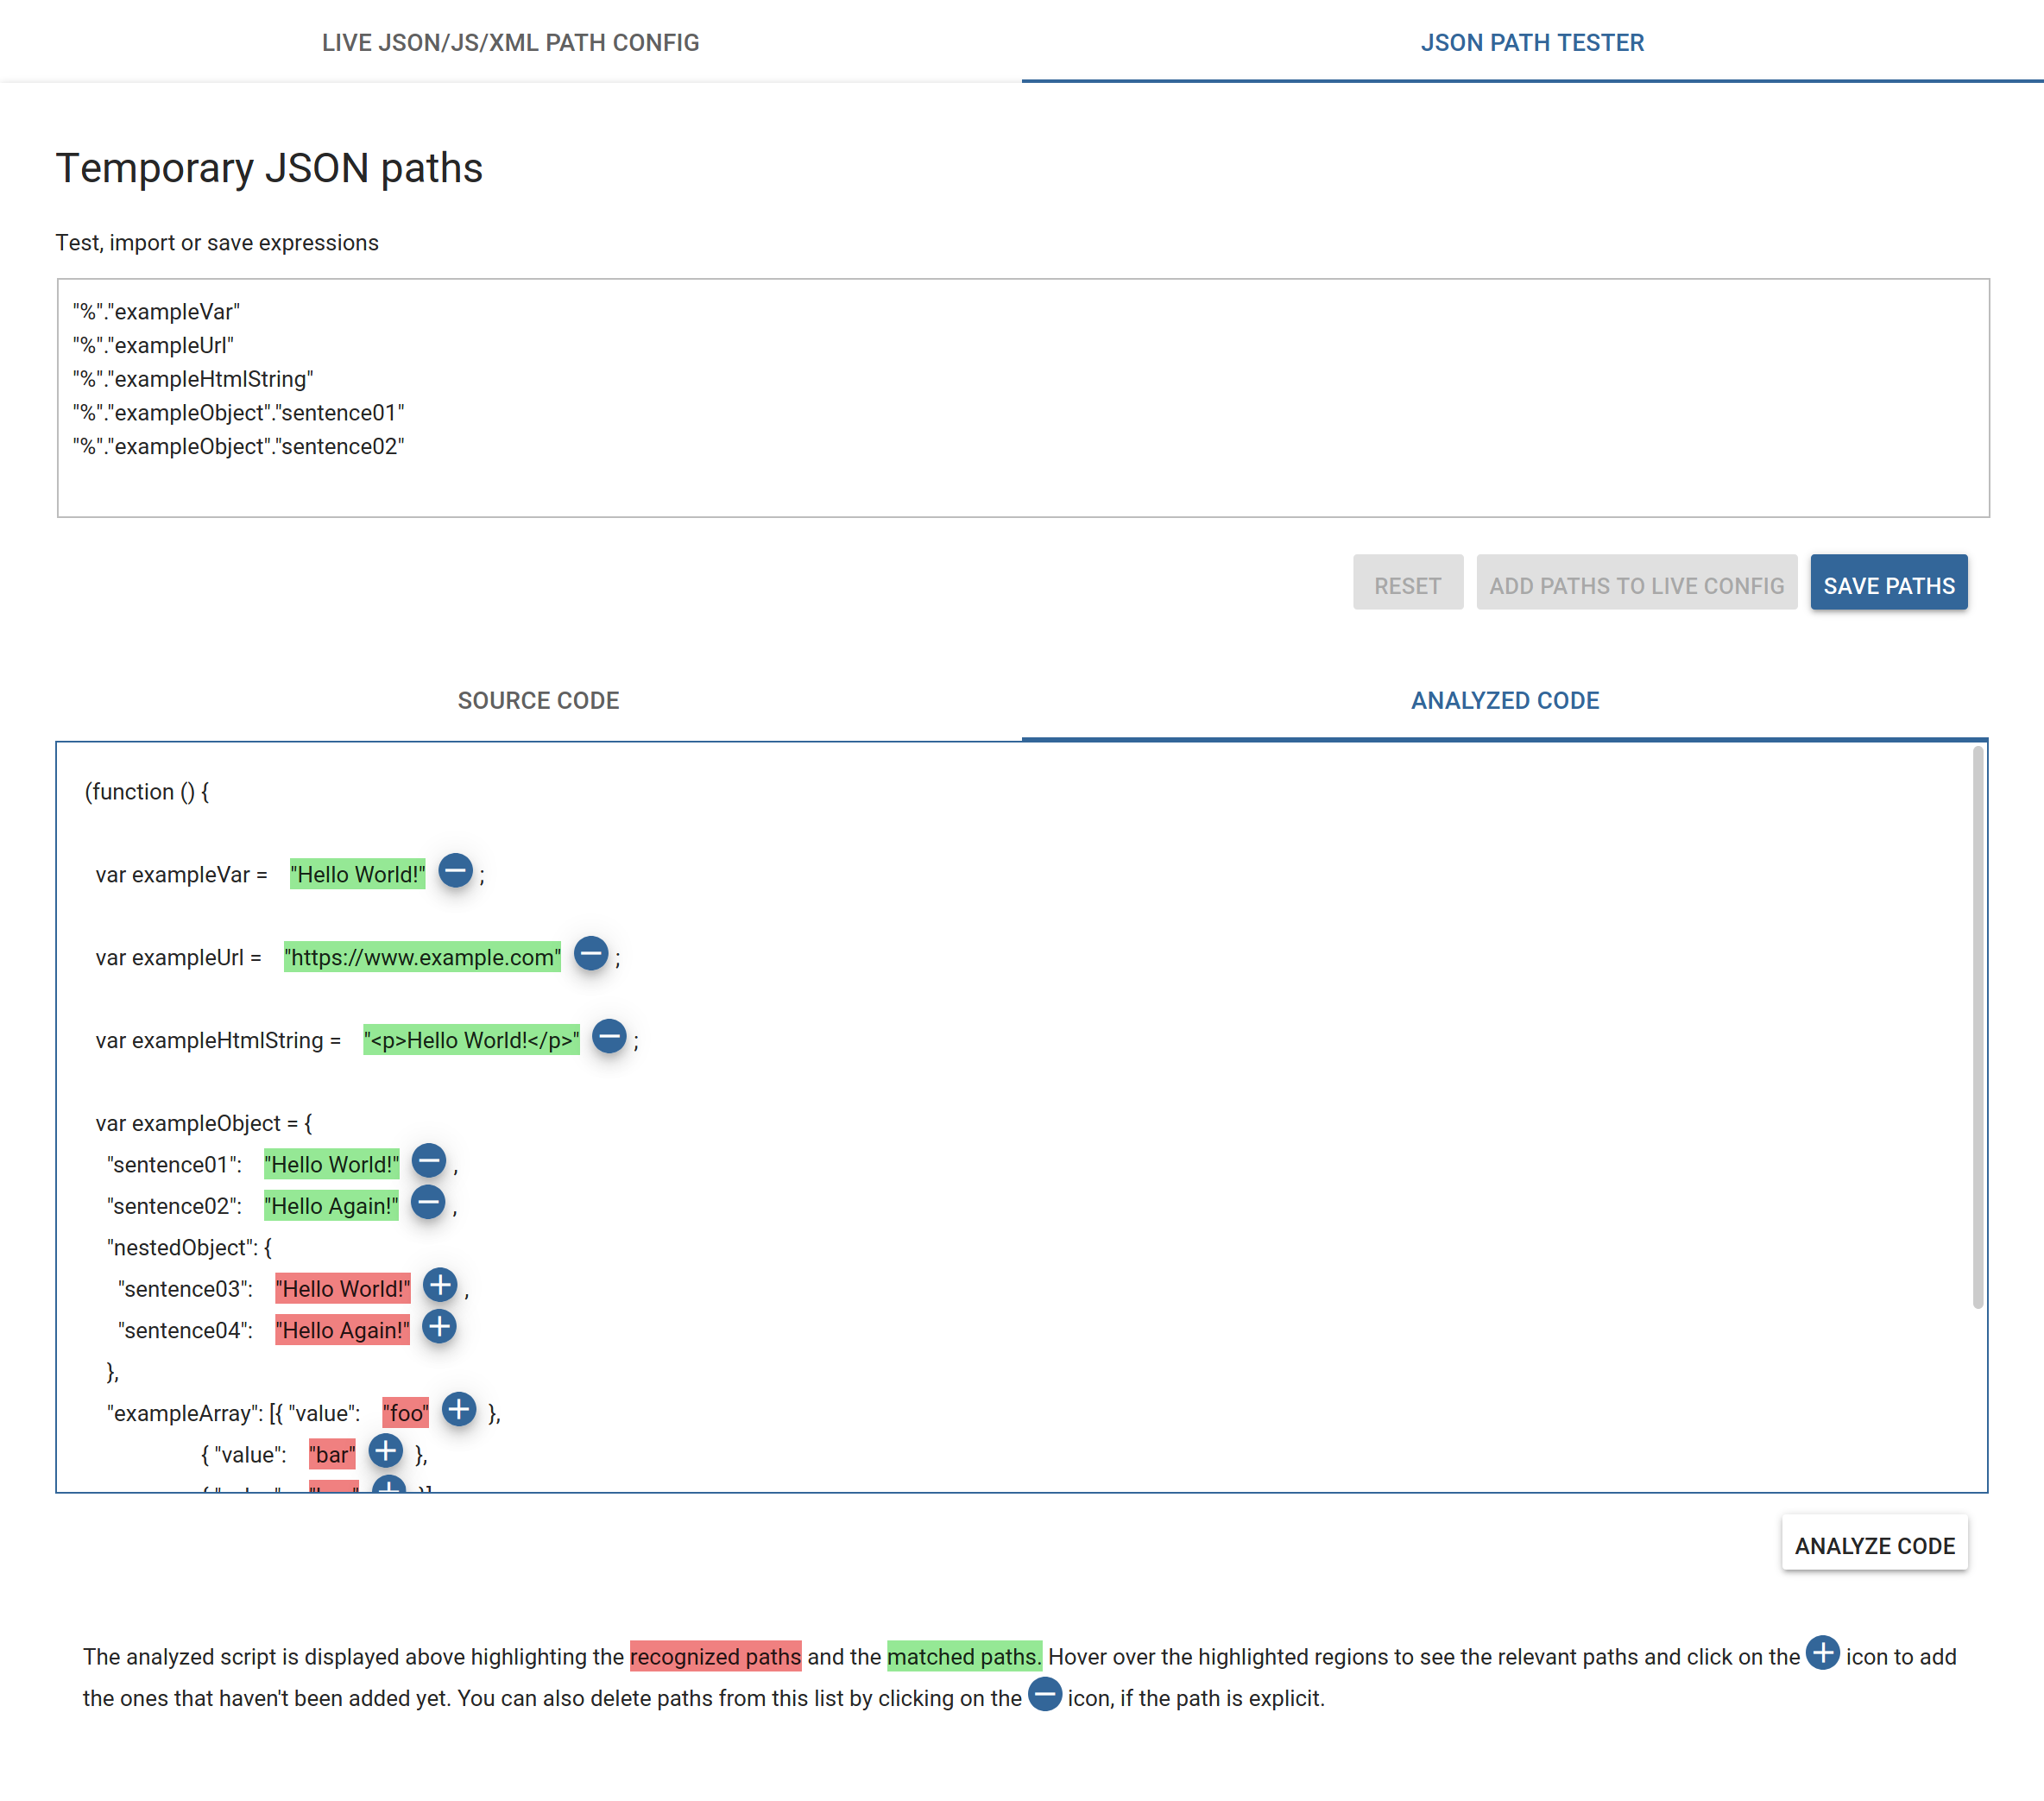 LIVE JSON/JS/XML PATH CONFIG
JSON PATH TESTER
Temporary JSON paths
Test, import or save expressions
"%"."exampleVar"
"%"."exampleUrl"
"%"."exampleHtmlString"
"%"."exampleObject"."sentence01"
"%"."exampleObject"."sentence02"
RESET
ADD PATHS TO LIVE CONFIG
SAVE PATHS
SOURCE CODE
ANALYZED CODE
(function () {
var exampleVar = "Hello World!" ;
var exampleUrl = "https://www.example.com" ;
var exampleHtmlString = "<p>Hello World!</p>" ;
var exampleObject = {
"sentence01": "Hello World!" ,
"sentence02": "Hello Again!" ,
"nestedObject": {
"sentence03": "Hello World!" ,
"sentence04": "Hello Again!"
},
"exampleArray": [{ "value": "foo" },
{ "value": "bar" },
ANALYZE CODE
The analyzed script is displayed above highlighting the recognized paths and the matched paths. Hover over the highlighted regions to see the relevant paths and click on the icon to add
the ones that haven't been added yet. You can also delete paths from this list by clicking on the icon, if the path is explicit.